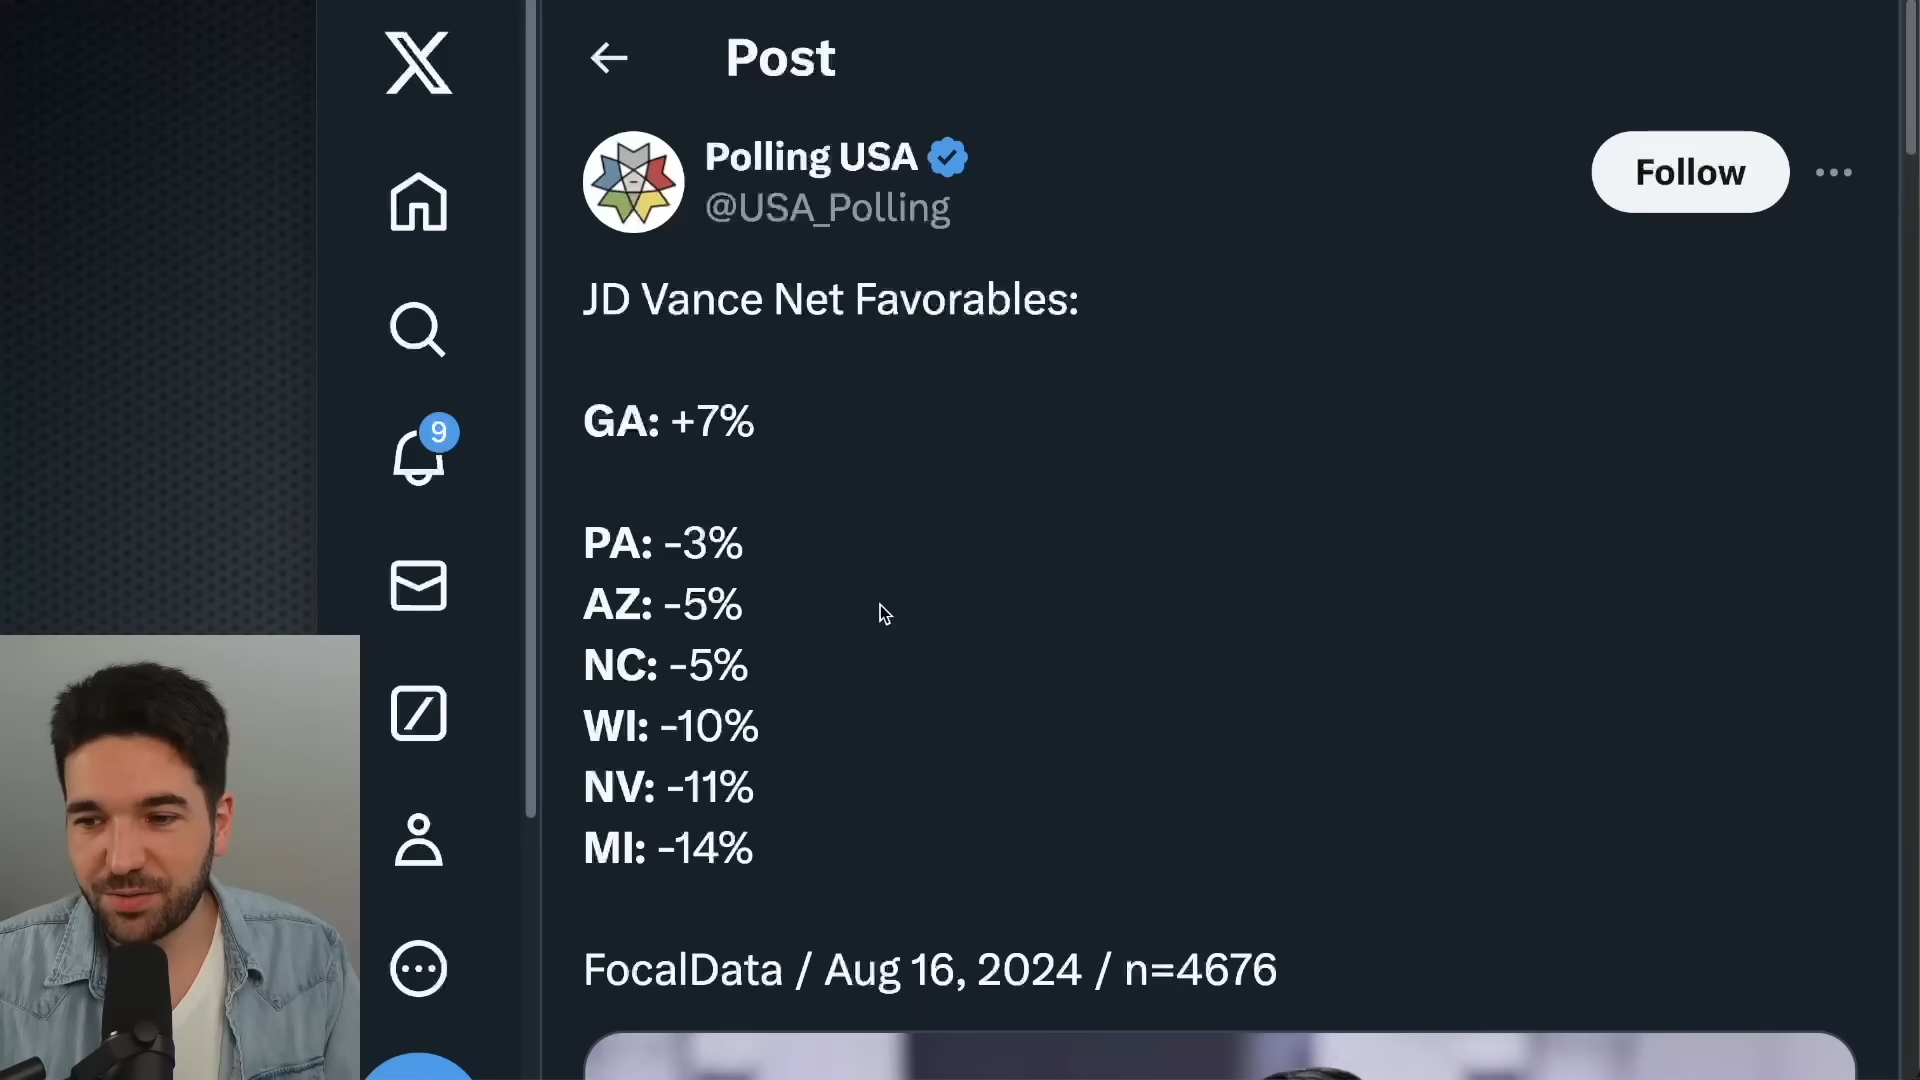 Post
Polling USA
Follow
@USA_Polling
JD Vance Net Favorables:
GA: +7%
9
PA: -3%
AZ: -5%
NC: -5%
WI: -10%
NV: -11%
MI: -14%
FocalData / Aug 16, 2024 / n=4676